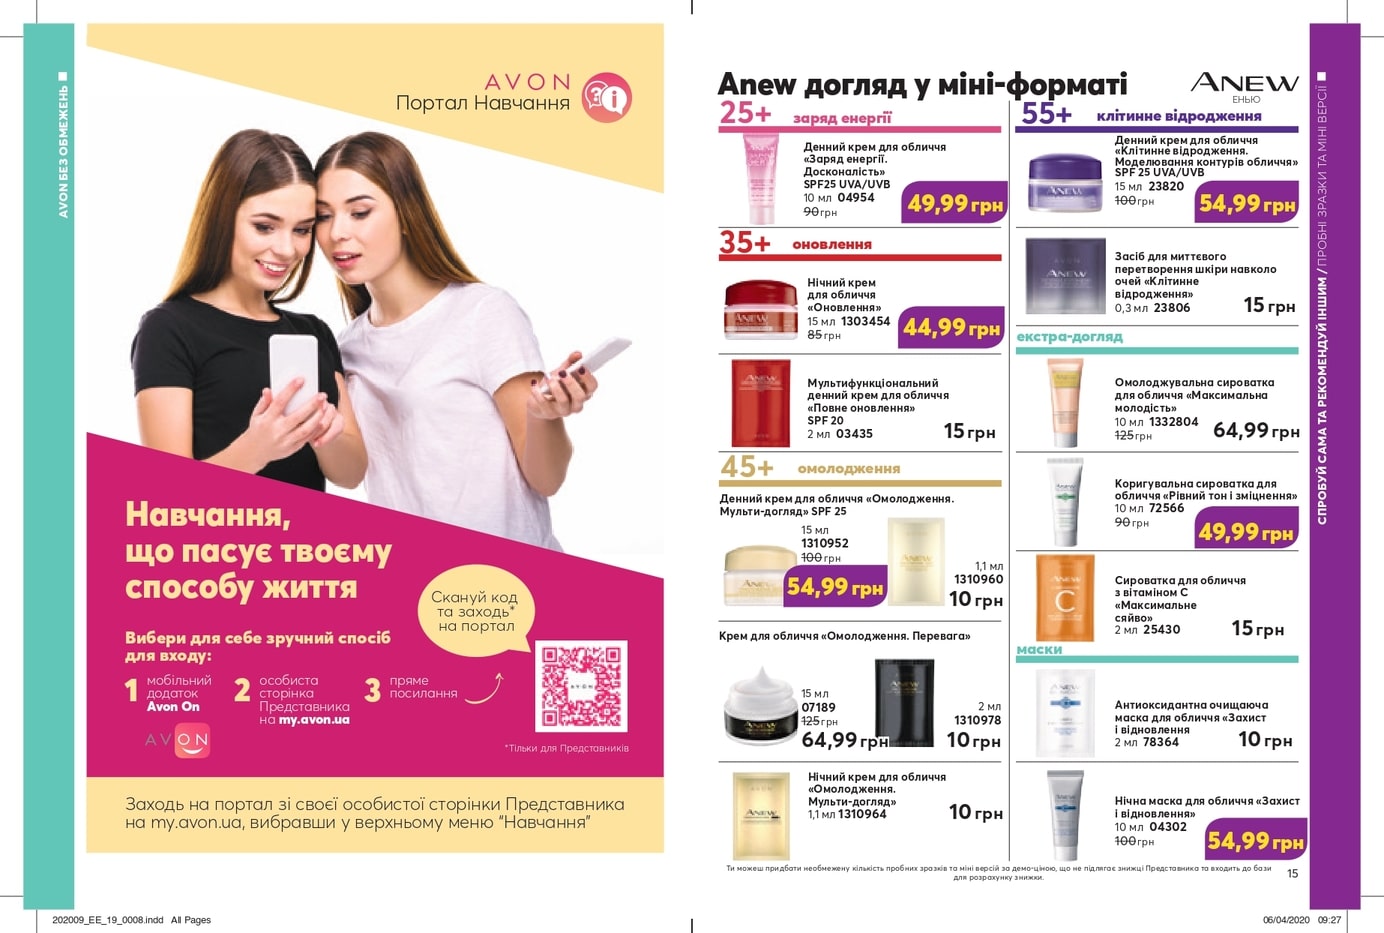 AVON БЕЗ ОБМЕЖЕНЬ
AVON
Портал Навчання
Навчання,
що пасує твоєму
способу життя
Вибери для себе зручний спосіб
для входу:
1 мобільний
додаток
Avon On
AVON
2 особиста
сторінка
Представника
на my.avon.ua
3 пряме
посилання
Скануй код
та заходь*
на портал
AVON
*Тільки для Представників
Заходь на портал зі своєї особистої сторінки Представника
на my.avon.ua, вибравши у верхньому меню “Навчання”
Anew догляд у міні-форматі
ANEW
ЕНЬЮ
25+ заряд енергії
Денний крем для обличчя
«Заряд енергії.
Досконалість»
SPF25 UVA/UVB
10 мл 04954
90 грн
49,99 грн
35+ оновлення
Нічний крем
для обличчя
«Оновлення»
15 мл 1303454
85 грн
44,99 грн
ANEW
Мультифункціональний
денний крем для обличчя
«Повне оновлення»
SPF 20
2 мл 03435
15 грн
ANEW
45+ омолодження
Денний крем для обличчя «Омолодження.
Мульти-догляд» SPF 25
15 мл
1310952
100 грн
54,99 грн
1,1 мл
1310960
10 грн
ANEW
Крем для обличчя «Омолодження. Перевага»
15 мл
07189
125 грн
64,99 грн
2 мл
1310978
10 грн
ANEW
Нічний крем для обличчя
«Омолодження.
Мульти-догляд»
1,1 мл 1310964
10 грн
ANEW
55+ клітинне відродження
Денний крем для обличчя
«Клітинне відродження.
Моделювання контурів обличчя»
SPF 25 UVA/UVB
15 мл 23820
100 грн
54,99 грн
ANEW
Засіб для миттєвого
перетворення шкіри навколо
очей «Клітинне
відродження»
0,3 мл 23806
15 грн
AVON
ANEW
екстра-догляд
Омолоджувальна сироватка
для обличчя «Максимальна
молодість»
10 мл 1332804
125 грн
64,99 грн
Коригувальна сироватка для
обличчя «Рівний тон і зміцнення»
10 мл 72566
90 грн
49,99 грн
Сироватка для обличчя
з вітаміном С
«Максимальне
сяйво»
2 мл 25430
15 грн
ANEW
C
маски
Антиоксидантна очищаюча
маска для обличчя «Захист
і відновлення
2 мл 78364
10 грн
ANEW
Нічна маска для обличчя «Захист
і відновлення»
10 мл 04302
100 грн
54,99 грн
Ти можеш придбати необмежену кількість пробних зразків та міні версій за демо-ціною, що не підлягає знижці Представника та входить до бази
для розрахунку знижки.
15
СПРОБУЙ САМА ТА РЕКОМЕНДУЙ ІНШИМ / ПРОБНІ ЗРАЗКИ ТА МІНІ ВЕРСІЇ
202009_EE_19_0008.indd All Pages
06/04/2020 09:27